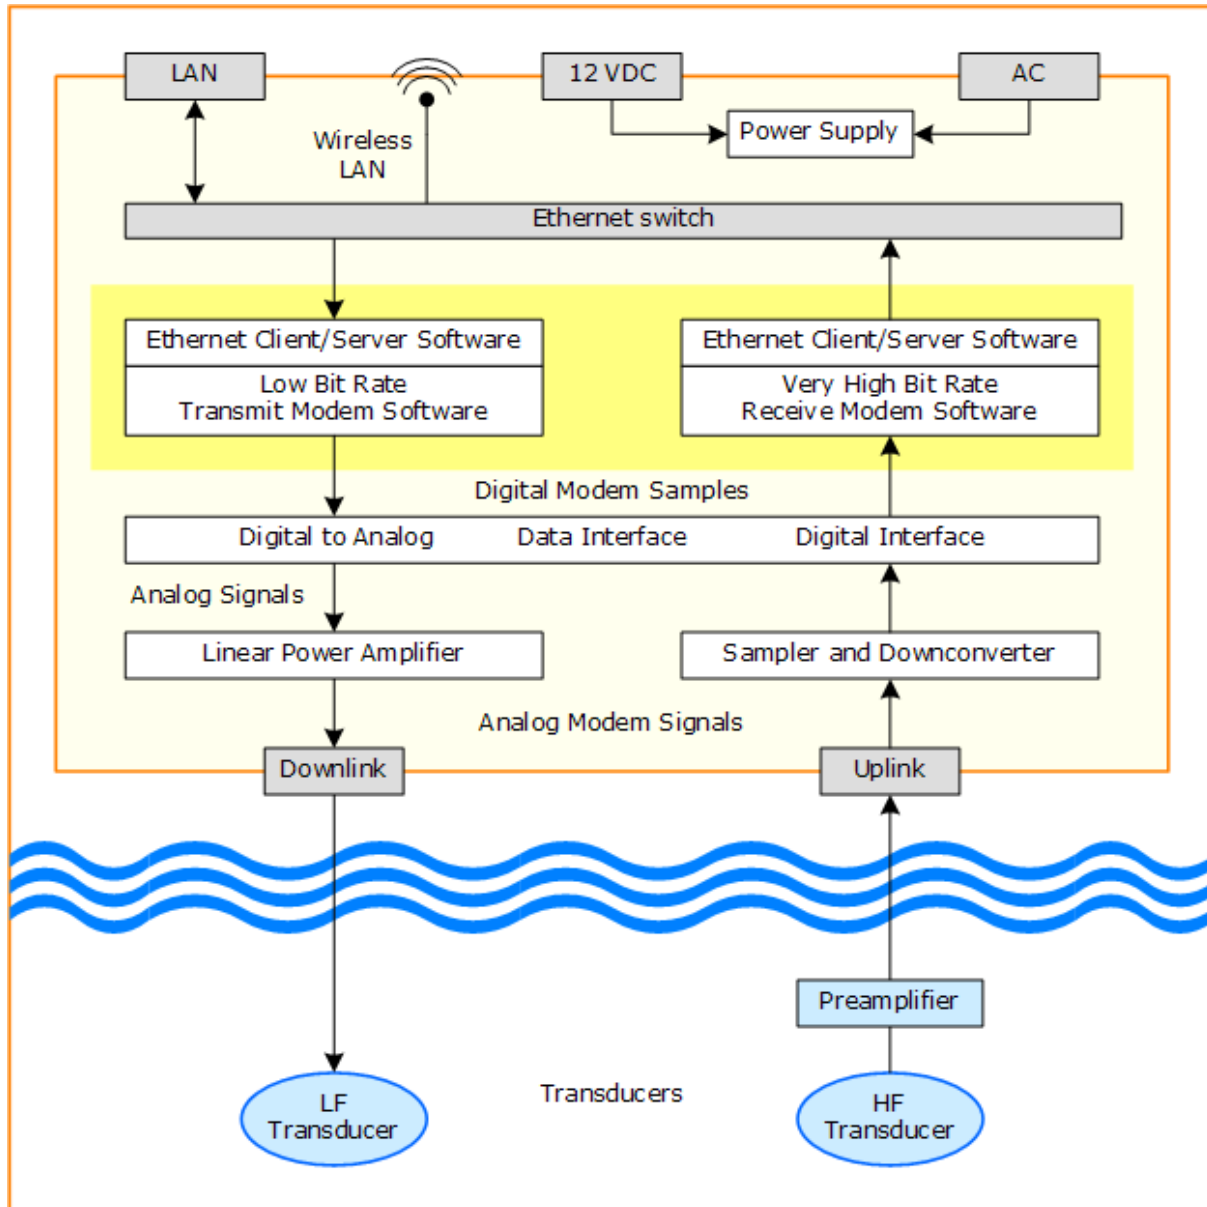 LAN
12 VDC
AC
Wireless
LAN
Power Supply
Ethernet switch
Ethernet Client/Server Software
Low Bit Rate
Transmit Modem Software
Ethernet Client/Server Software
Very High Bit Rate
Receive Modem Software
Digital Modem Samples
Digital to Analog
Data Interface
Digital Interface
Analog Signals
Linear Power Amplifier
Sampler and Downconverter
Analog Modem Signals
Downlink
Uplink
Preamplifier
LF
Transducer
Transducers
HF
Transducer